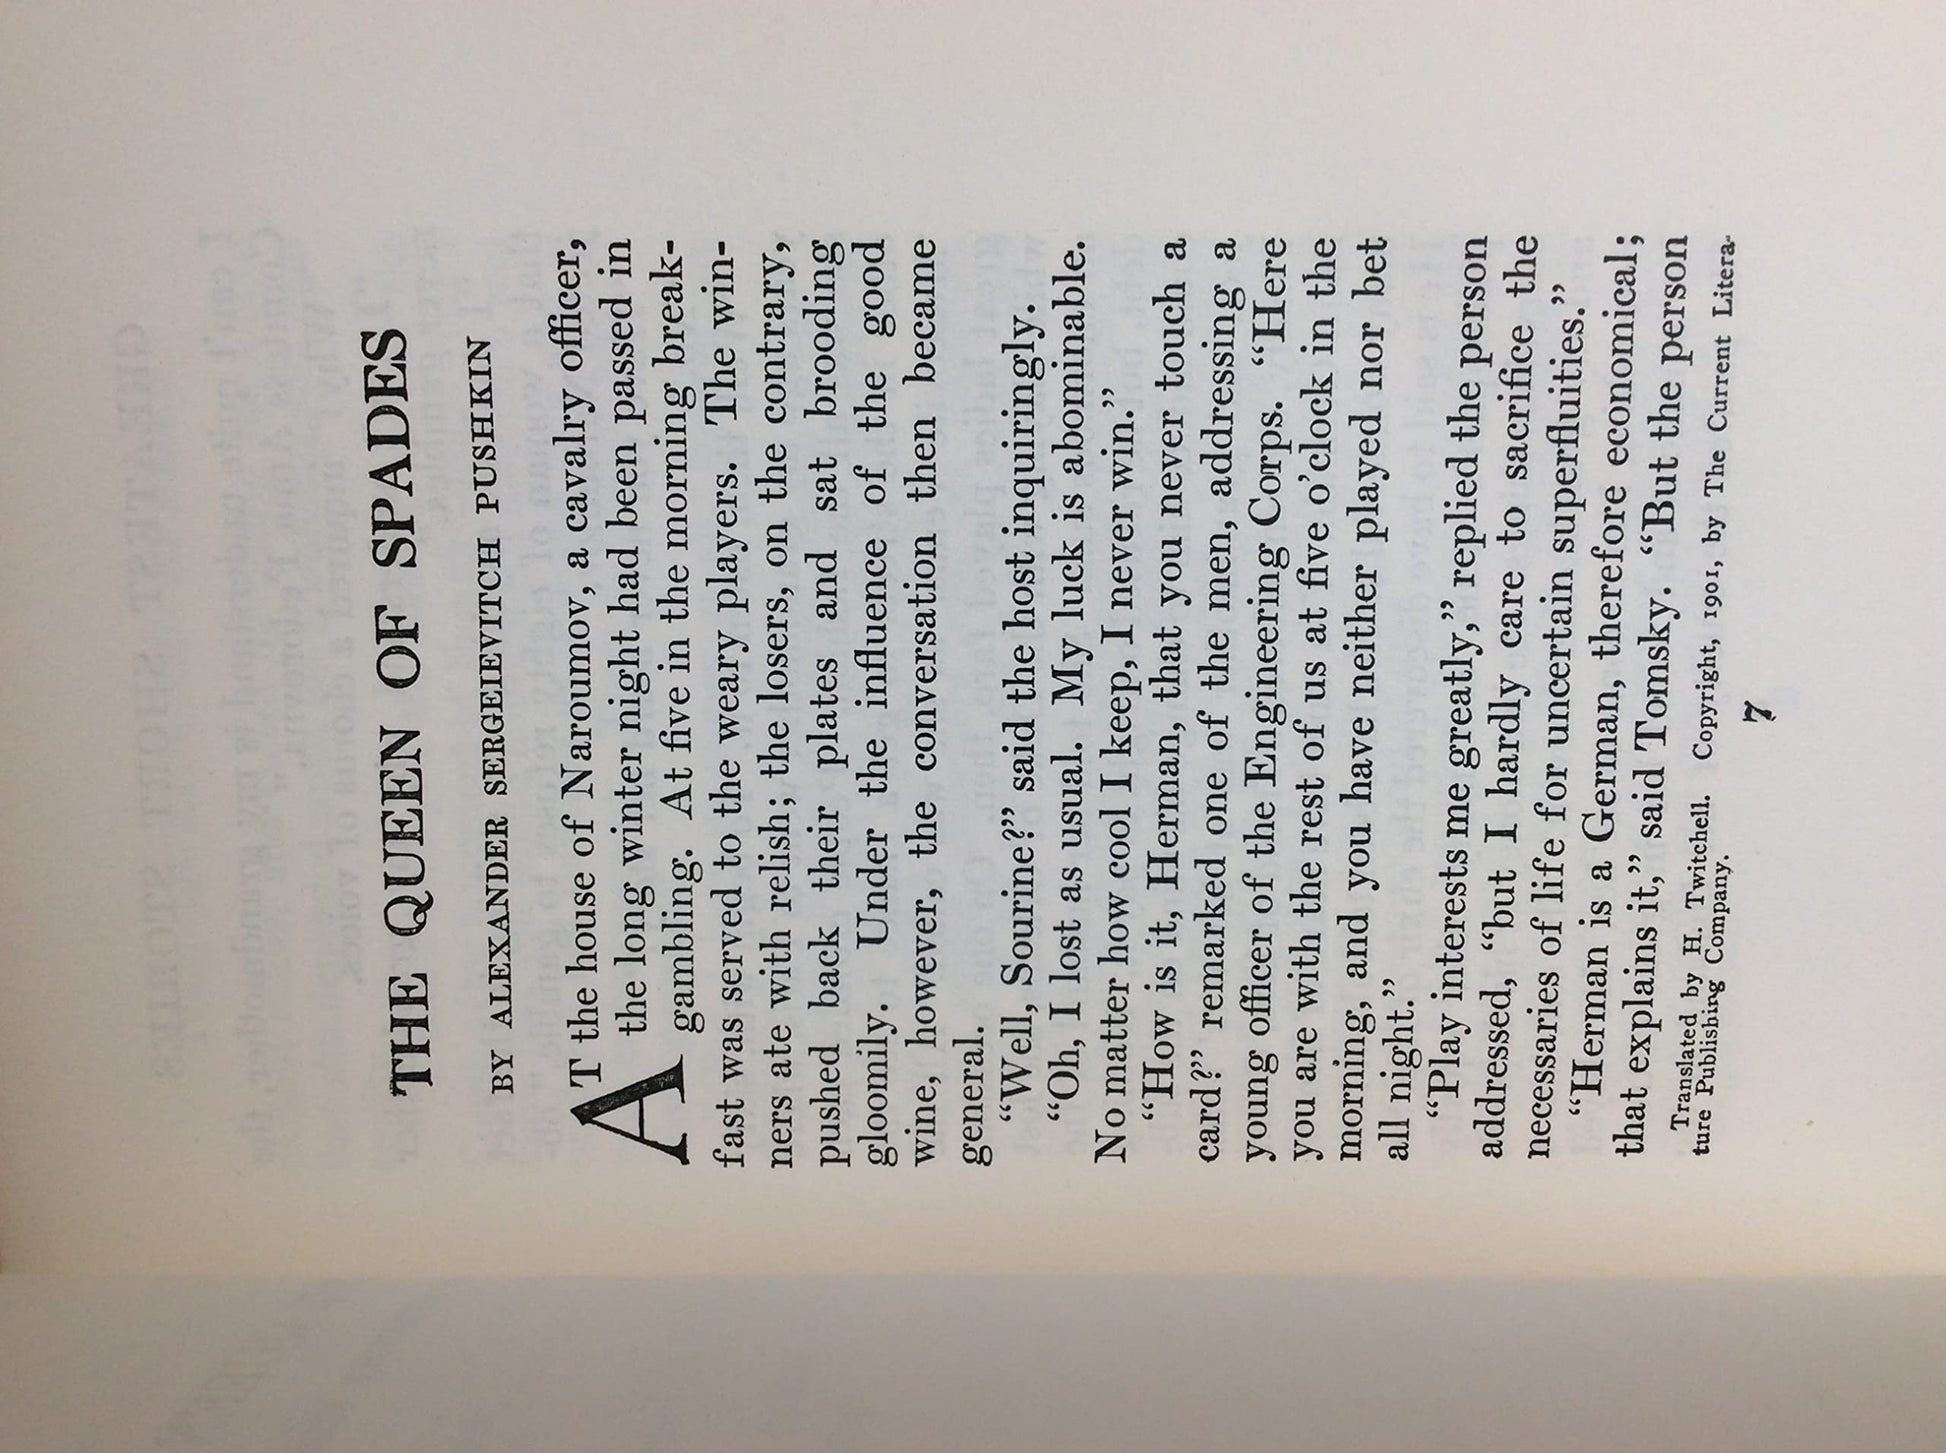 THE QUEEN OF SPADES
BY ALEXANDER SERGEIEVITCH PUSHKIN
AT the house of Naroumov, a cavalry officer,
the long winter night had been passed in
gambling. At five in the morning break-
fast was served to the weary players. The win-
ners ate with relish; the losers, on the contrary,
pushed back their plates and sat brooding
gloomily. Under the influence of the good
wine, however, the conversation then became
general.
“Well, Sourine?” said the host inquiringly.
“Oh, I lost as usual. My luck is abominable.
No matter how cool I keep, I never win.”
“How is it, Herman, that you never touch a
card?” remarked one of the men, addressing a
young officer of the Engineering Corps. “Here
you are with the rest of us at five o’clock in the
morning, and you have neither played nor bet
all night.”
“Play interests me greatly,” replied the person
addressed, “but I hardly care to sacrifice the
necessaries of life for uncertain superfluities.”
“Herman is a German, therefore economical;
that explains it,” said Tomsky. “But the person
Translated by H. Twitchell. Copyright, 1901, by The Current Litera-
ture Publishing Company.
7